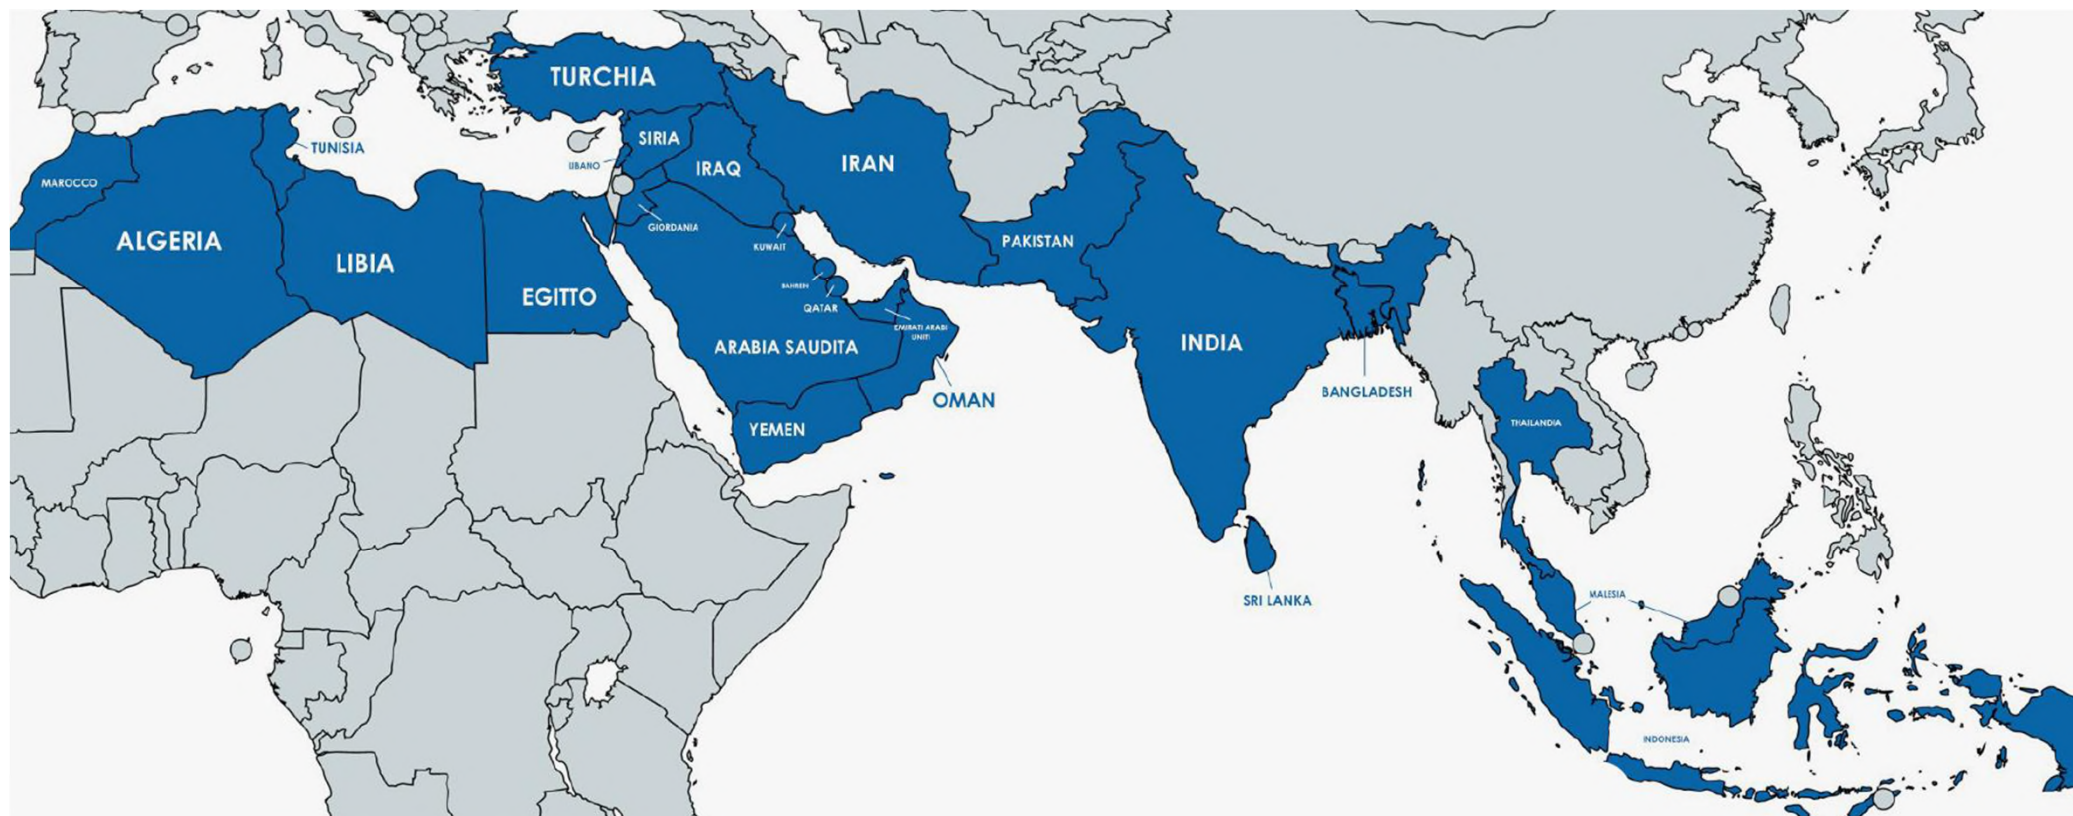 TURCHIA
TUNISIA
SIRIA
LIBANO
IRAQ
IRAN
MAROCCO
ALGERIA
LIBIA
EGITTO
GIORDANIA
KUWAIT
PAKISTAN
BAHREIN
QATAR
EMIRATI ARABI
UNITI
ARABIA SAUDITA
INDIA
OMAN
BANGLADESH
YEMEN
THAILANDIA
SRI LANKA
MALESIA
INDONESIA